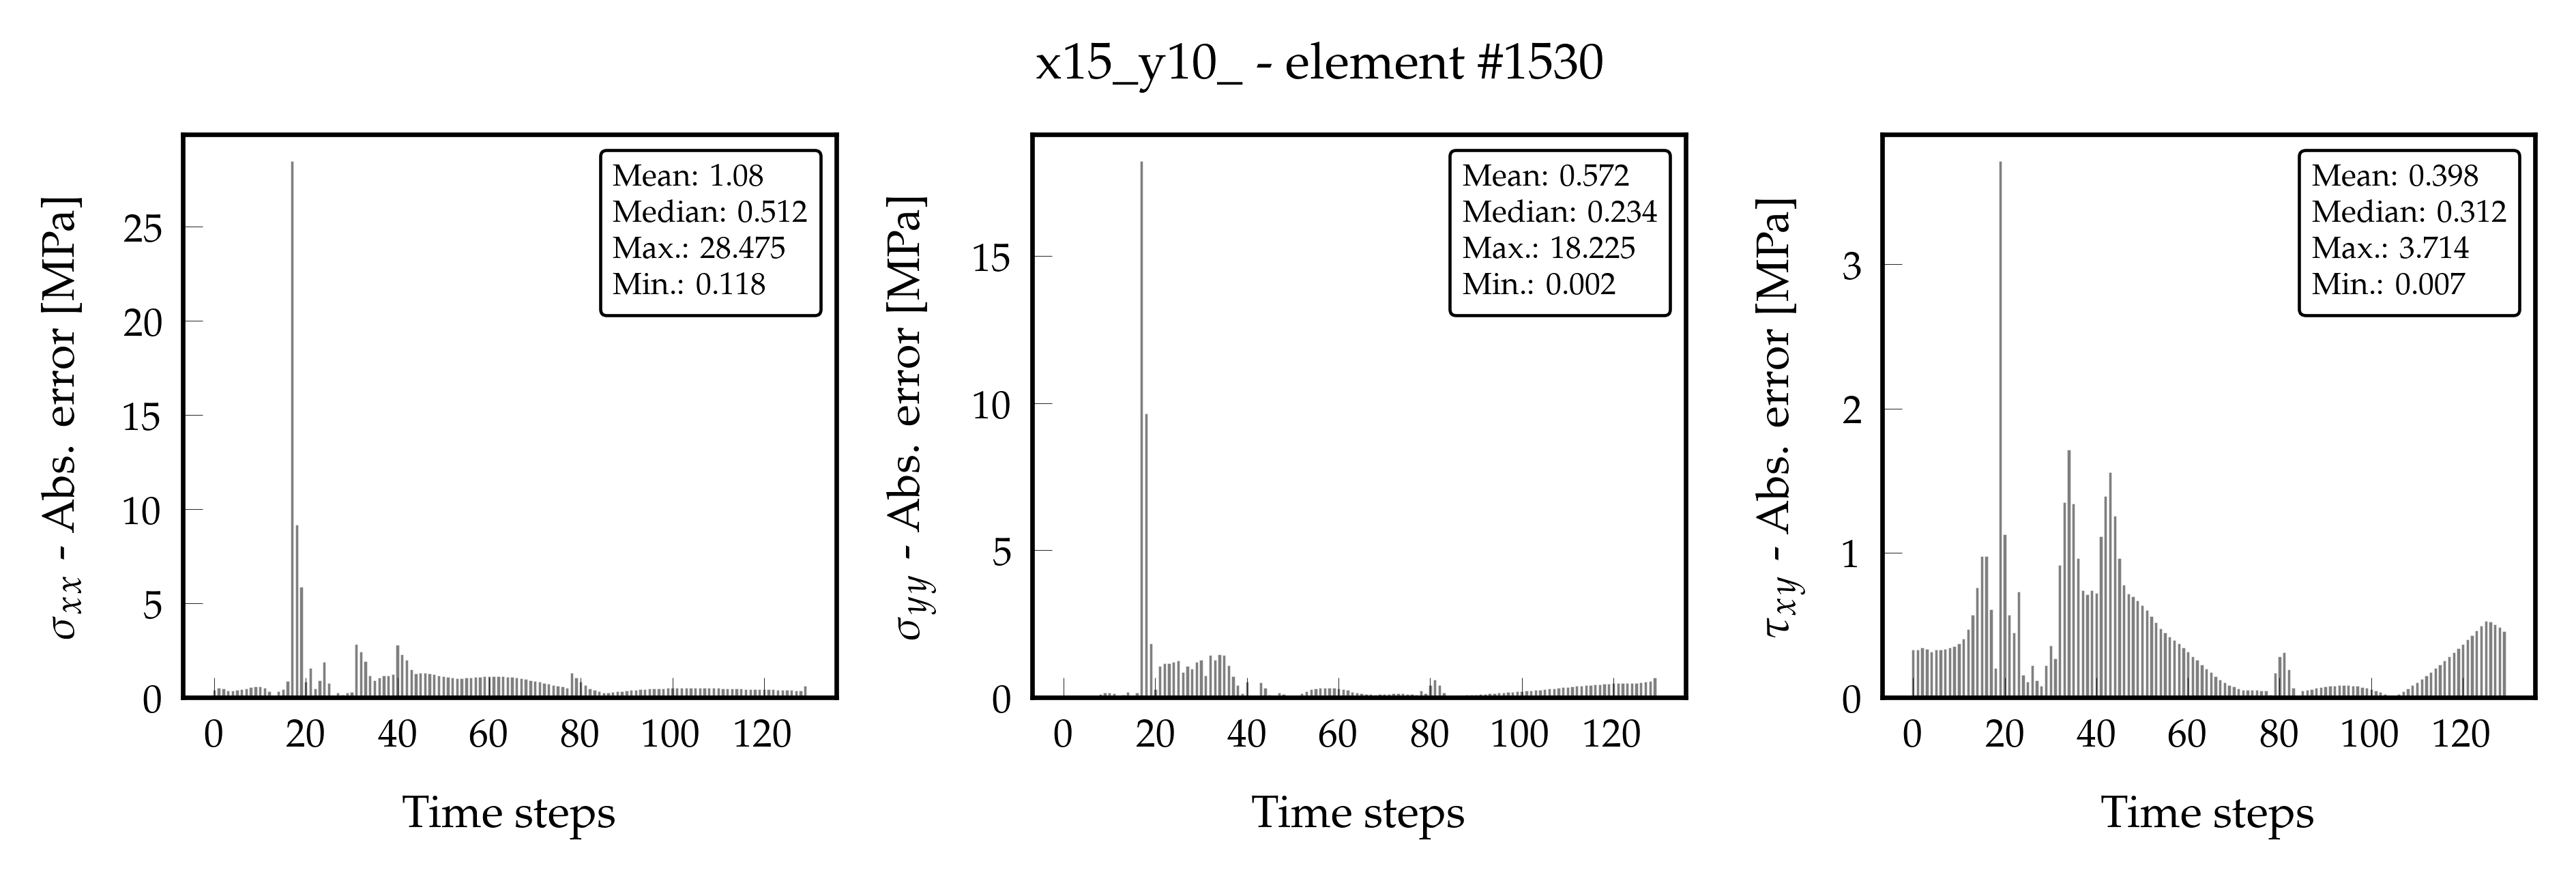 x15_y10_ - element #1530
σxx - Abs. error [MPa]
25
20
15
10
5
0
Mean: 1.08
Median: 0.512
Max.: 28.475
Min.: 0.118
0 20 40 60 80 100 120
Time steps
σyy - Abs. error [MPa]
15
10
5
0
Mean: 0.572
Median: 0.234
Max.: 18.225
Min.: 0.002
0 20 40 60 80 100 120
Time steps
τxy - Abs. error [MPa]
3
2
1
0
Mean: 0.398
Median: 0.312
Max.: 3.714
Min.: 0.007
0 20 40 60 80 100 120
Time steps